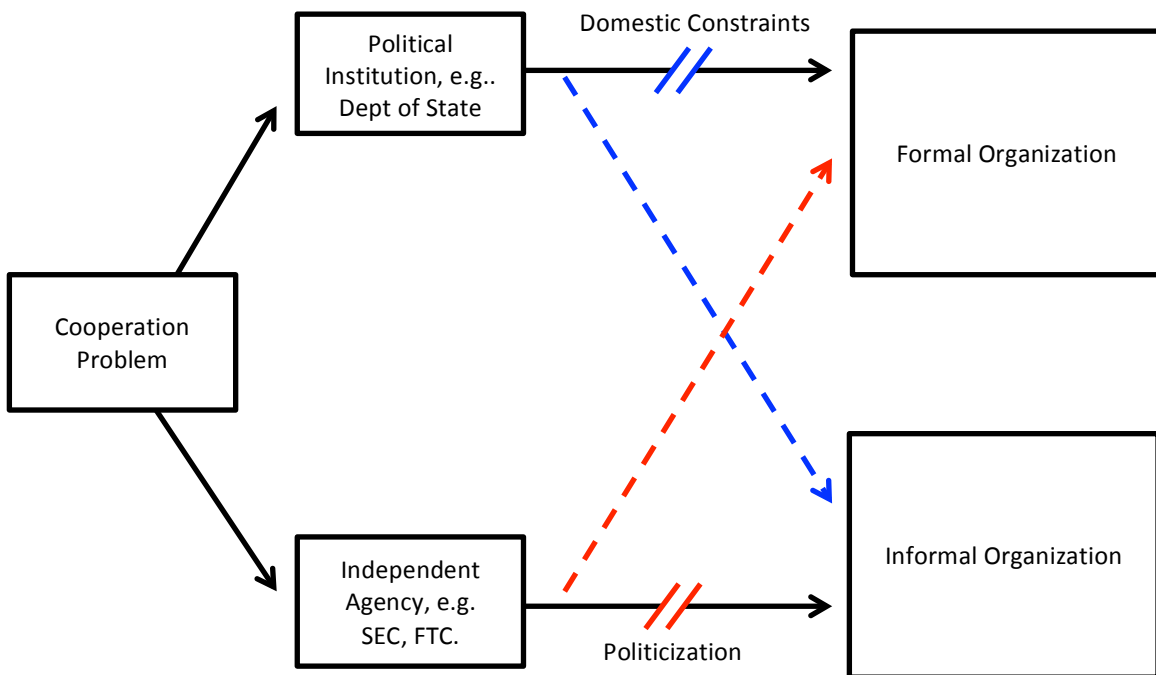 Domestic Constraints
Political
Institution, e.g..
Dept of State
Formal Organization
Cooperation
Problem
Independent
Agency, e.g.
SEC, FTC.
Informal Organization
Politicization